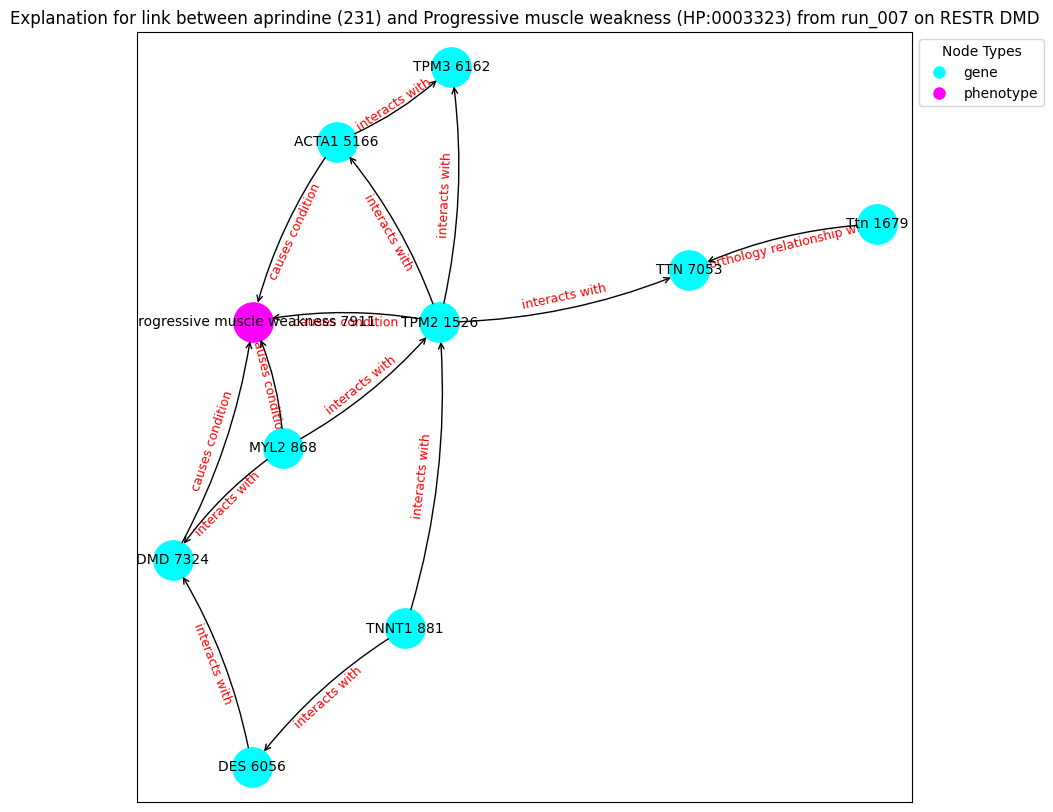 Explanation for link between aprindine (231) and Progressive muscle weakness (HP:0003323) from run_007 on RESTR DMD
Node Types
gene
phenotype
TPM3 6162
interacts with
ACTA1 5166
interacts with
causes condition
interacts with
Ttn 1679
orthology relationship w
TTN 7053
interacts with
rogressive muscle weakness 7911
causes condition
TPM2 1526
causes condition
interacts with
causes condition
MYL2 868
interacts with
interacts with
DMD 7324
TNNT1 881
interacts with
interacts with
DES 6056